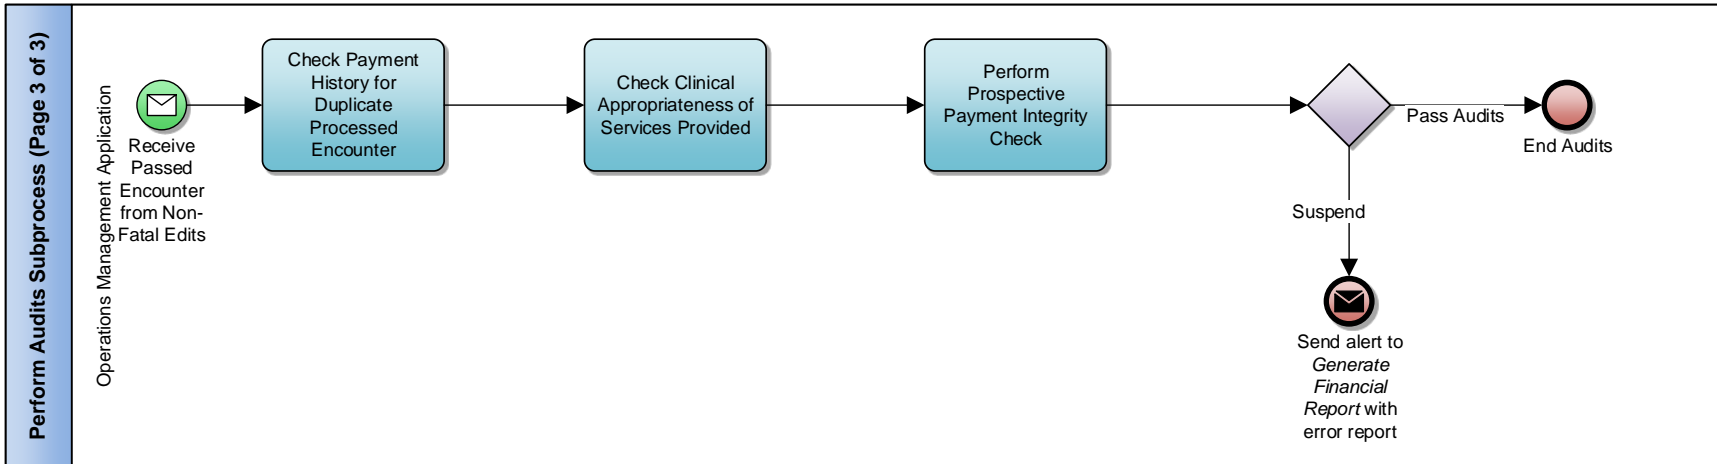 Perform Audits Subprocess (Page 3 of 3)
Operations Management Application
Receive
Passed
Encounter
from Non-
Fatal Edits
Check Payment
History for
Duplicate
Processed
Encounter
Check Clinical
Appropriateness of
Services Provided
Perform
Prospective
Payment Integrity
Check
Pass Audits
End Audits
Suspend
Send alert to
Generate
Financial
Report with
error report